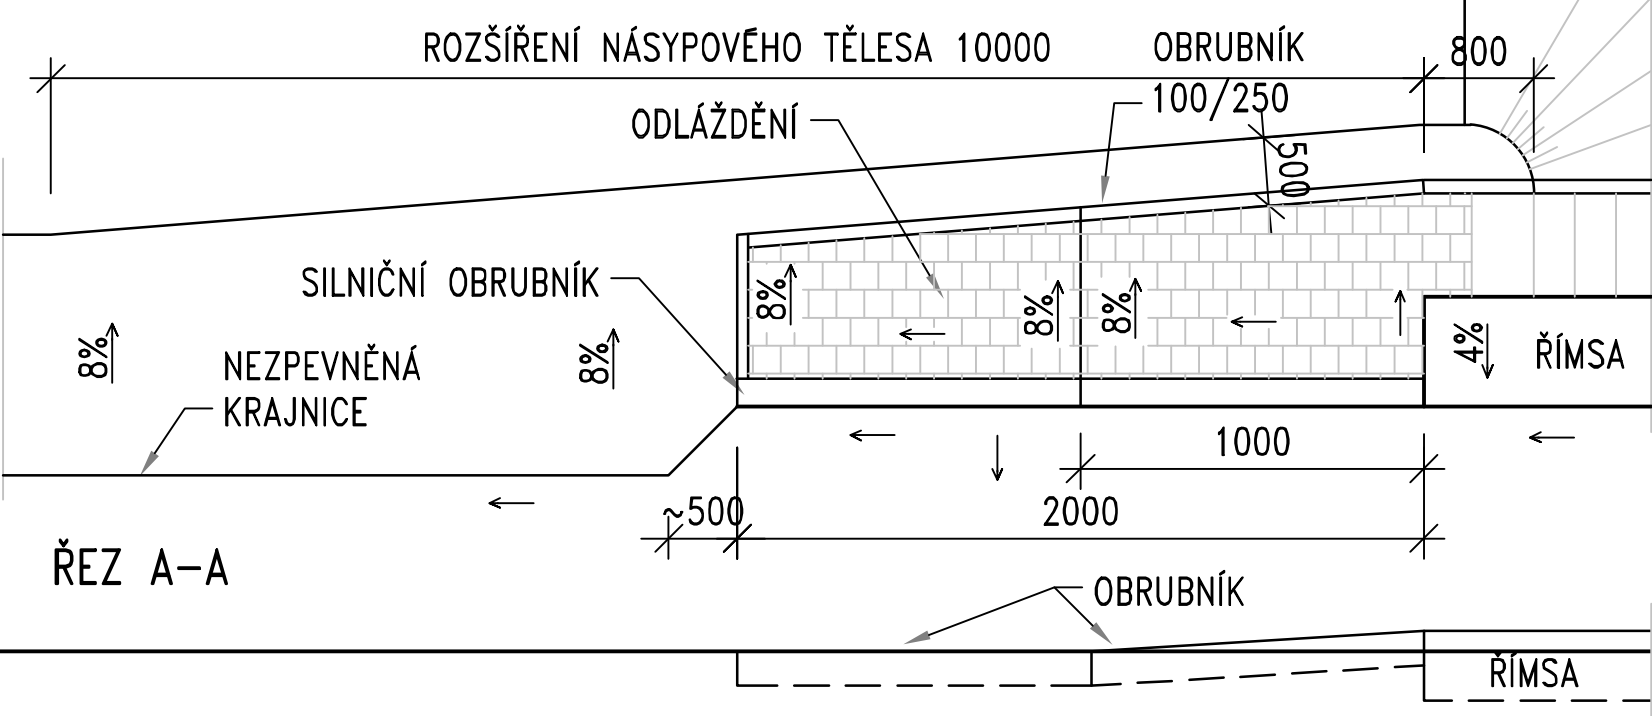 ROZŠÍŘENÍ NÁSYPOVÉHO TĚLESA 10000
OBRUBNÍK
100/250
800
ODLÁŽDĚNÍ
500
SILNIČNÍ OBRUBNÍK
8%
8%
8%
8%
8%
4%
ŘÍMSA
NEZPEVNĚNÁ
KRAJNICE
1000
~500
2000
ŘEZ A-A
OBRUBNÍK
ŘÍMSA